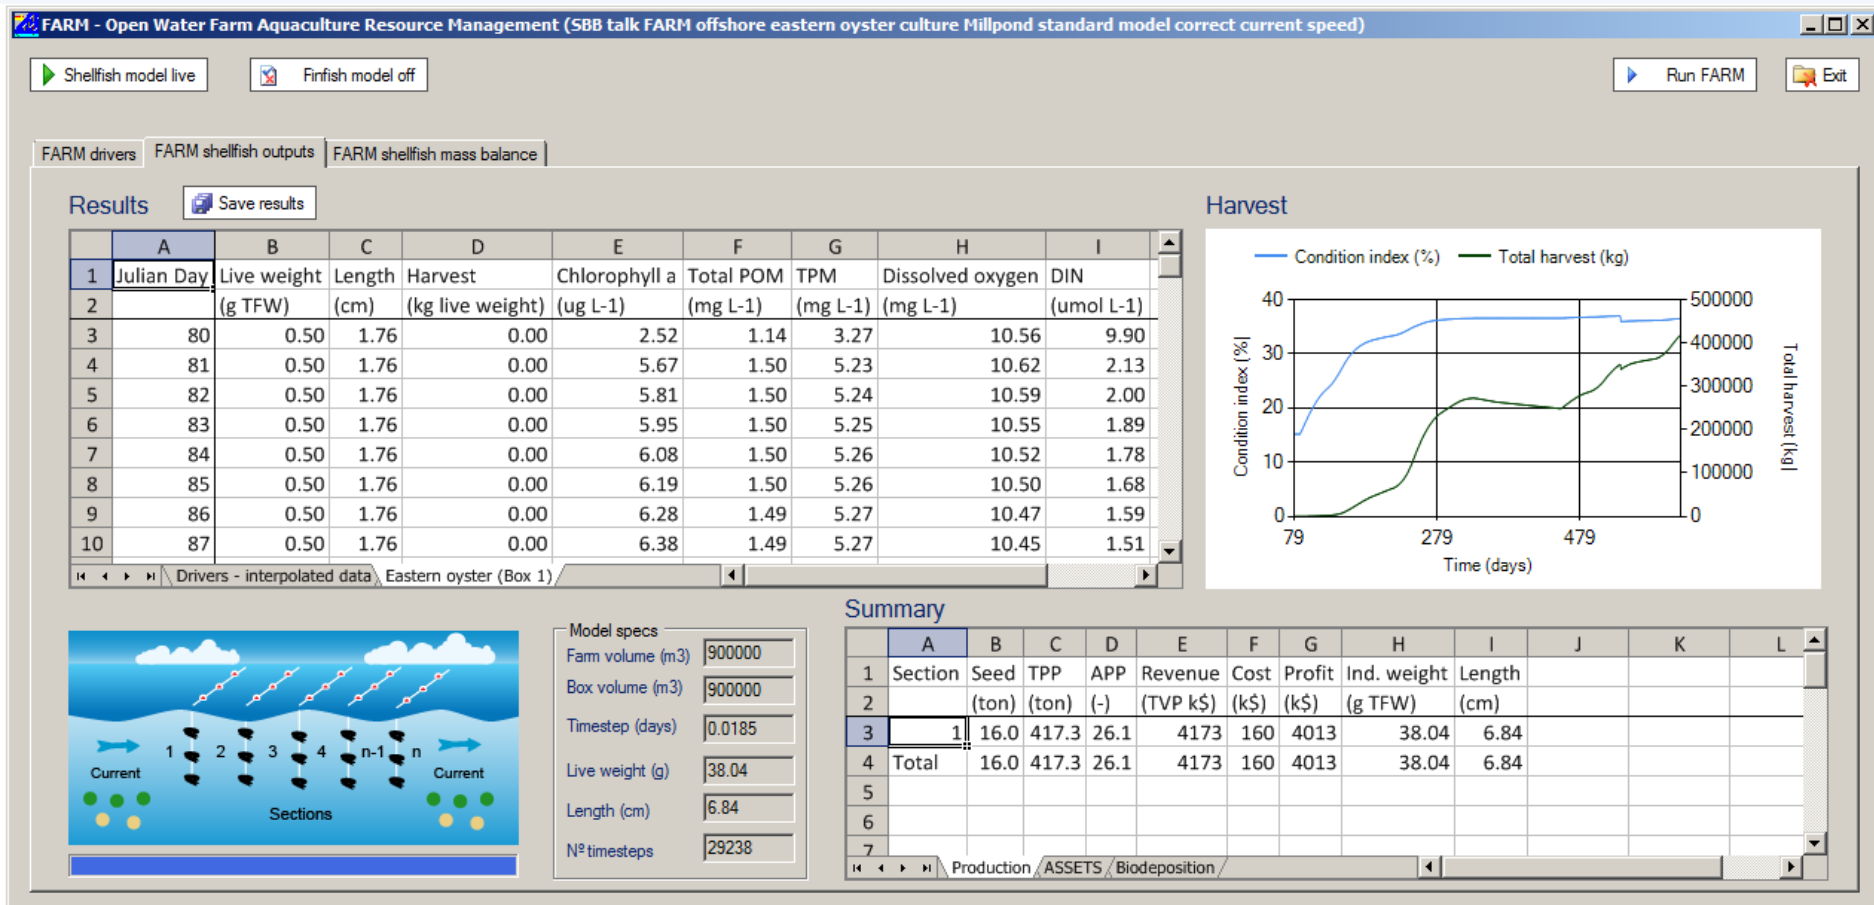 FARM - Open Water Farm Aquaculture Resource Management (SBB talk FARM offshore eastern oyster culture Millpond standard model correct current speed)
Shellfish model live Finfish model off Run FARM Exit
FARM drivers FARM shellfish outputs FARM shellfish mass balance
Results Save results
A B C D E F G H I
1 Julian Day Live weight Length Harvest Chlorophyll a Total POM TPM Dissolved oxygen DIN
2 (g TFW) (cm) (kg live weight) (ug L-1) (mg L-1) (mg L-1) (mg L-1) (umol L-1)
3 80 0.50 1.76 0.00 2.52 1.14 3.27 10.56 9.90
4 81 0.50 1.76 0.00 5.67 1.50 5.23 10.62 2.13
5 82 0.50 1.76 0.00 5.81 1.50 5.24 10.59 2.00
6 83 0.50 1.76 0.00 5.95 1.50 5.25 10.55 1.89
7 84 0.50 1.76 0.00 6.08 1.50 5.26 10.52 1.78
8 85 0.50 1.76 0.00 6.19 1.50 5.26 10.50 1.68
9 86 0.50 1.76 0.00 6.28 1.49 5.27 10.47 1.59
10 87 0.50 1.76 0.00 6.38 1.49 5.27 10.45 1.51
Drivers - interpolated data Eastern oyster (Box 1)
Harvest
Condition index (%) Total harvest (kg)
40 500000
400000
30
300000
20
200000
10
100000
0 0
79 279 479
Time (days)
Condition index (%)
Total harvest (kg)
1 2 3 4 n-1 n
Current Current
Sections
Model specs
Farm volume (m3) 900000
Box volume (m3) 900000
Timestep (days) 0.0185
Live weight (g) 38.04
Length (cm) 6.84
Nº timesteps 29238
Summary
A B C D E F G H I J K L
1 Section Seed TPP APP Revenue Cost Profit Ind. weight Length
2 (ton) (ton) (-) (TVP k$) (k$) (k$) (g TFW) (cm)
3 1 16.0 417.3 26.1 4173 160 4013 38.04 6.84
4 Total 16.0 417.3 26.1 4173 160 4013 38.04 6.84
5
6
7
Production ASSETS Biodeposition